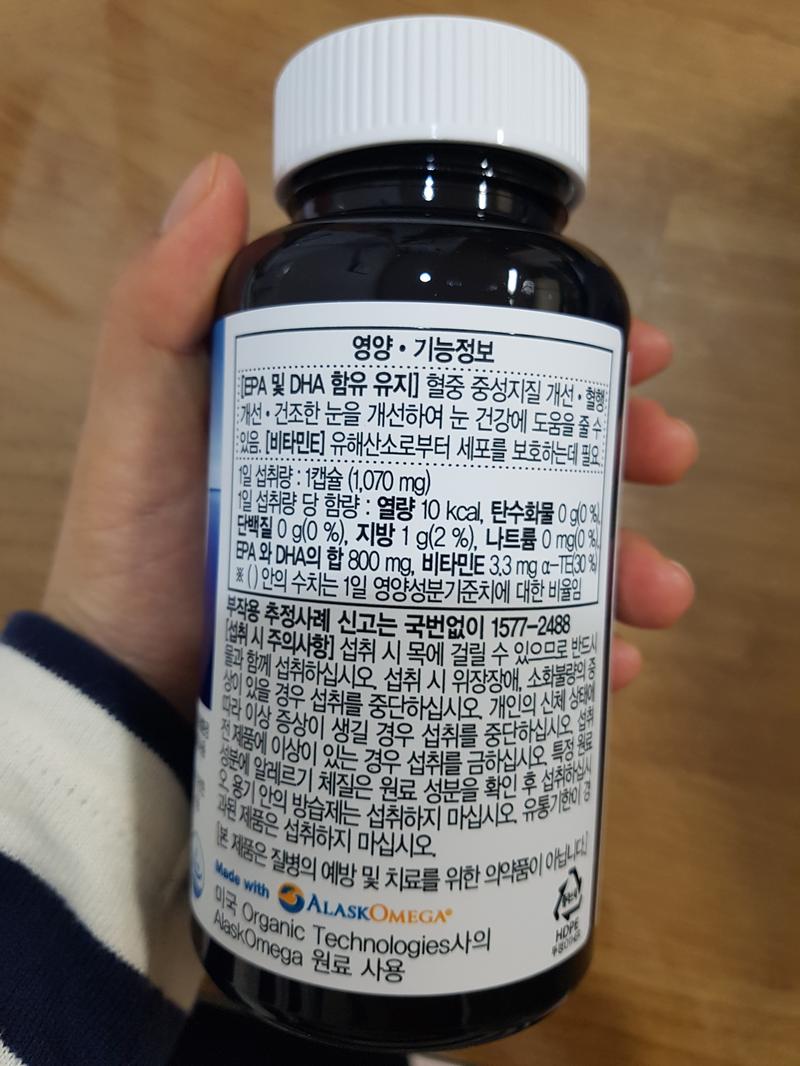 영양 • 기능정보
[EPA 및 DHA 함유 유지] 혈중 중성지질 개선 • 혈행
개선 • 건조한 눈을 개선하여 눈 건강에 도움을 줄 수
있음. [비타민E] 유해산소로부터 세포를 보호하는데 필요.
1일 섭취량 : 1캡슐 (1,070 mg)
1일 섭취량 당 함량 : 열량 10 kcal, 탄수화물 0 g(0 %),
단백질 0 g(0 %), 지방 1 g(2 %), 나트륨 0 mg(0 %),
EPA 와 DHA의 합 800 mg, 비타민E 3.3 mg α-TE(30 %)
※ ( ) 안의 수치는 1일 영양성분기준치에 대한 비율임
부작용 추정사례 신고는 국번없이 1577-2488
[섭취 시 주의사항] 섭취 시 목에 걸릴 수 있으므로 반드시
물과 함께 섭취하십시오. 섭취 시 위장장애, 소화불량의 증
상이 있을 경우 섭취를 중단하십시오. 개인의 신체 상태에
따라 이상 증상이 생길 경우 섭취를 중단하십시오. 섭취
전 제품에 이상이 있는 경우 섭취를 금하십시오. 특정 원료
성분에 알레르기 체질은 원료 성분을 확인 후 섭취하십시
오. 용기 안의 방습제는 섭취하지 마십시오. 유통기한이 경
과된 제품은 섭취하지 마십시오.
[본 제품은 질병의 예방 및 치료를 위한 의약품이 아닙니다.]
Made with ALASKOMEGA®
미국 Organic Technologies사의
AlaskOmega 원료 사용
HDPE